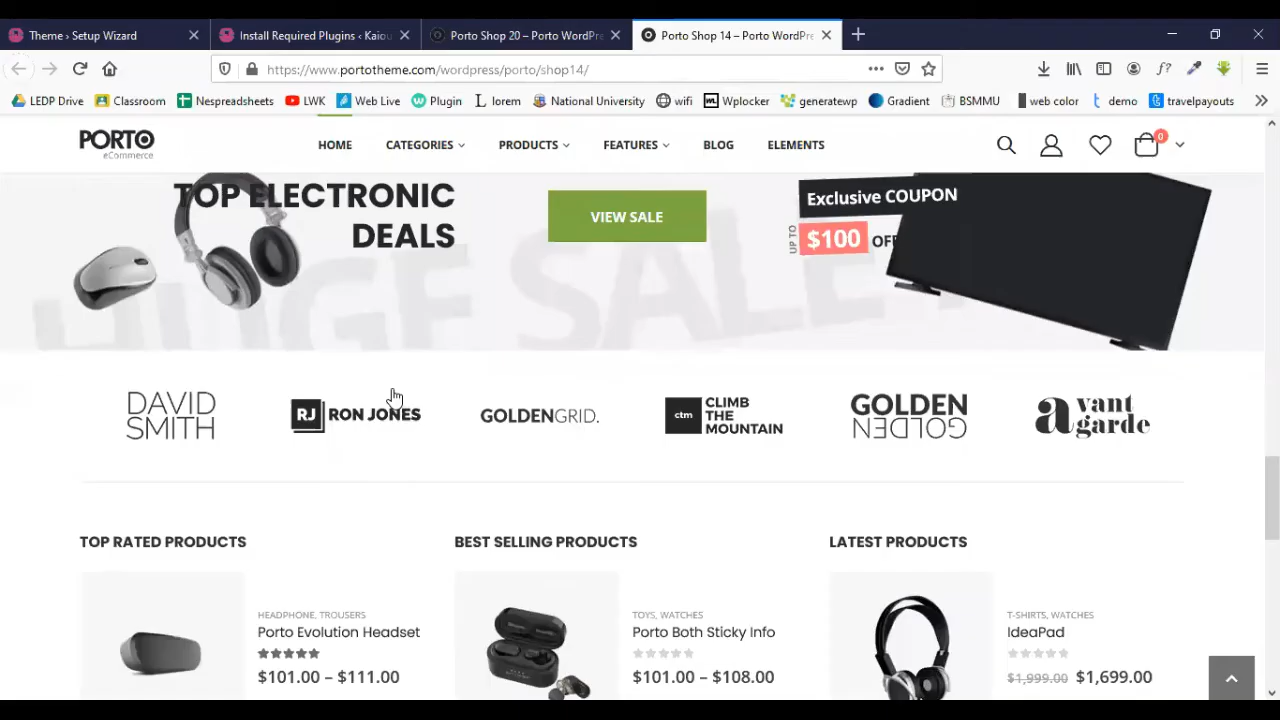 Theme › Setup Wizard
Install Required Plugins ‹ Kaiou
Porto Shop 20 – Porto WordPre
Porto Shop 14 – Porto WordPre
https://www.portotheme.com/wordpress/porto/shop14/
LEDP Drive
Classroom
Nespreadsheets
LWK
Web Live
Plugin
lorem
National University
wifi
Wplocker
generatewp
Gradient
BSMMU
web color
demo
travelpayouts
PORTO
eCommerce
HOME
CATEGORIES
PRODUCTS
FEATURES
BLOG
ELEMENTS
0
TOP ELECTRONIC
DEALS
VIEW SALE
Exclusive COUPON
UP TO
$100 OFF
HUGE SALE
DAVID
SMITH
RJ RON JONES
GOLDENGRID.
ctm
CLIMB
THE
MOUNTAIN
GOLDEN
GOLDEN
avant
garde
TOP RATED PRODUCTS
BEST SELLING PRODUCTS
LATEST PRODUCTS
HEADPHONE, TROUSERS
Porto Evolution Headset
$101.00 – $111.00
TOYS, WATCHES
Porto Both Sticky Info
$101.00 – $108.00
T-SHIRTS, WATCHES
IdeaPad
$1,999.00 $1,699.00